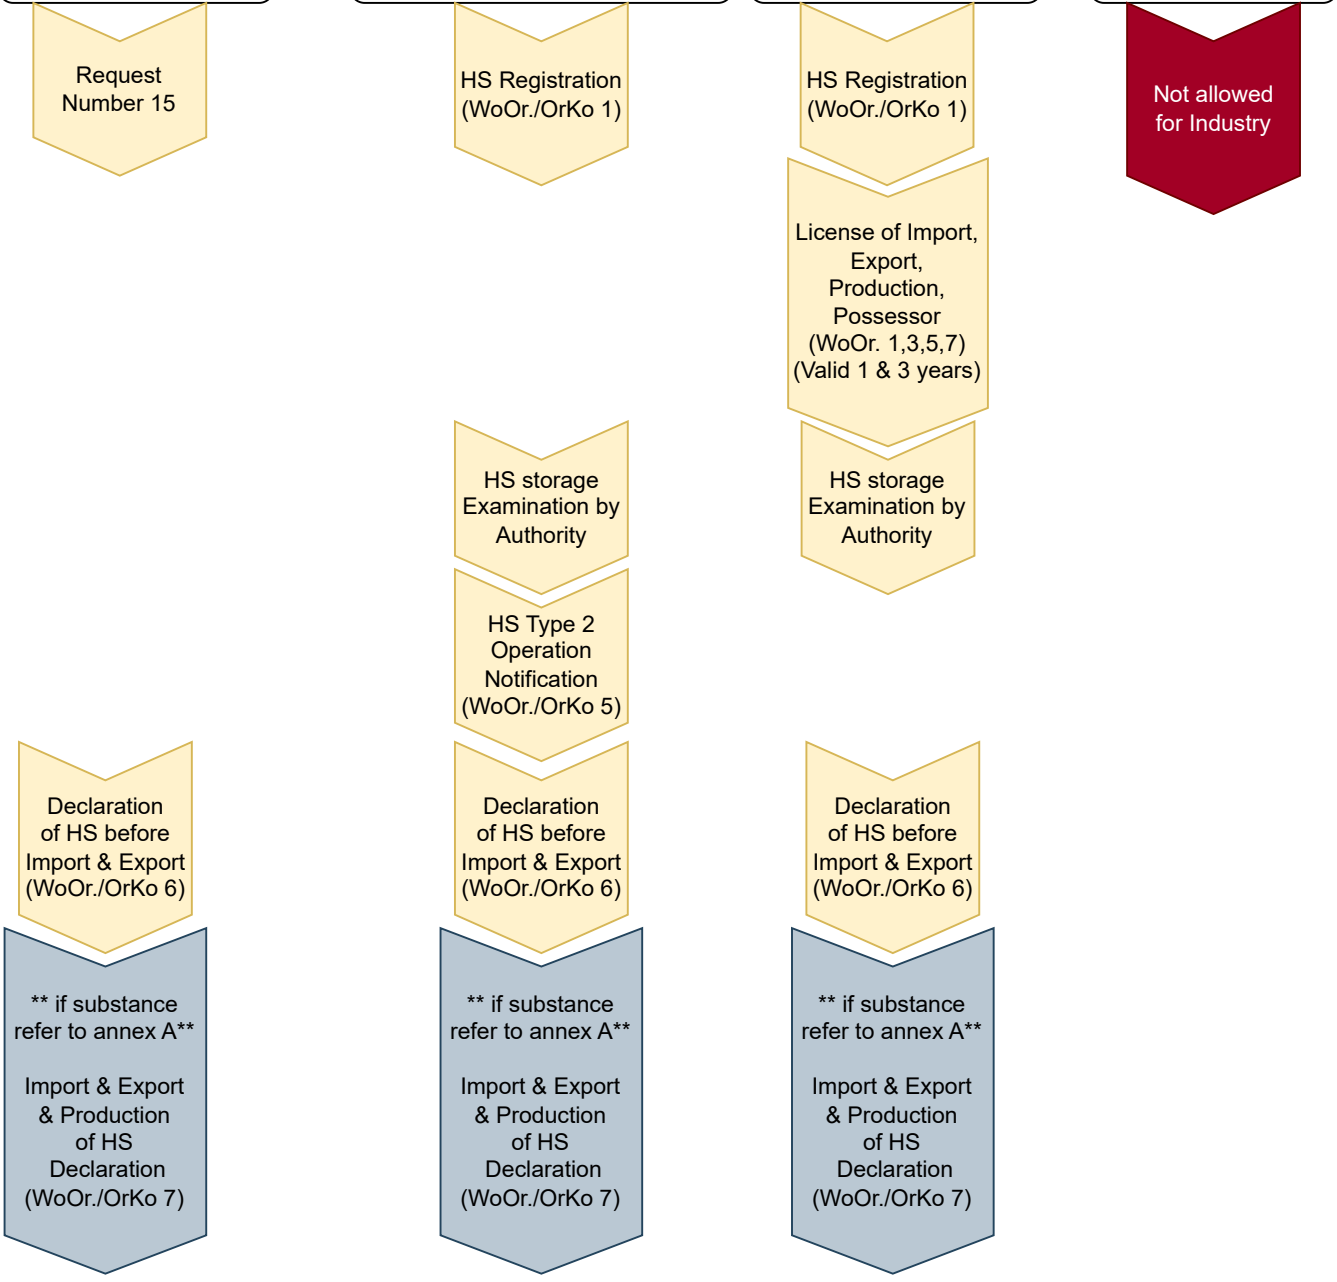 Request
Number 15
Declaration
of HS before
Import & Export
(WoOr./OrKo 6)
** if substance
refer to annex A**
Import & Export
& Production
of HS
Declaration
(WoOr./OrKo 7)
HS Registration
(WoOr./OrKo 1)
HS storage
Examination by
Authority
HS Type 2
Operation
Notification
(WoOr./OrKo 5)
Declaration
of HS before
Import & Export
(WoOr./OrKo 6)
** if substance
refer to annex A**
Import & Export
& Production
of HS
Declaration
(WoOr./OrKo 7)
HS Registration
(WoOr./OrKo 1)
License of Import,
Export,
Production,
Possessor
(WoOr. 1,3,5,7)
(Valid 1 & 3 years)
HS storage
Examination by
Authority
Declaration
of HS before
Import & Export
(WoOr./OrKo 6)
** if substance
refer to annex A**
Import & Export
& Production
of HS
Declaration
(WoOr./OrKo 7)
Not allowed
for Industry